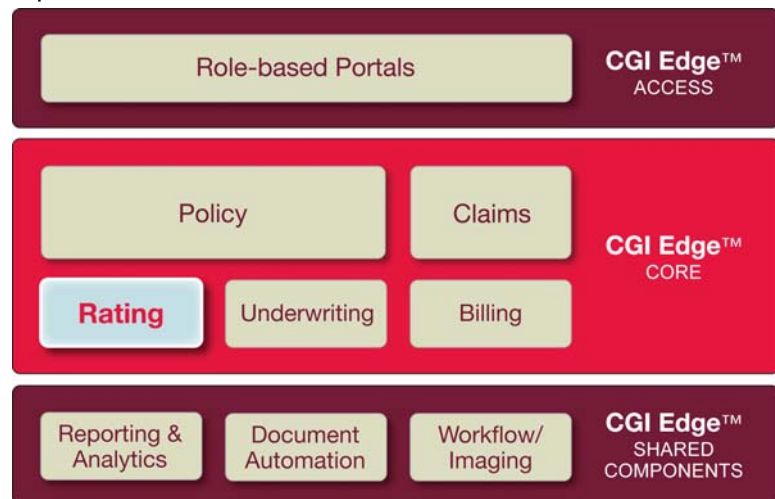 Role-based Portals
CGI Edge™
ACCESS
Policy
Claims
CGI Edge™
CORE
Rating
Underwriting
Billing
Reporting &
Analytics
Document
Automation
Workflow/
Imaging
CGI Edge™
SHARED
COMPONENTS